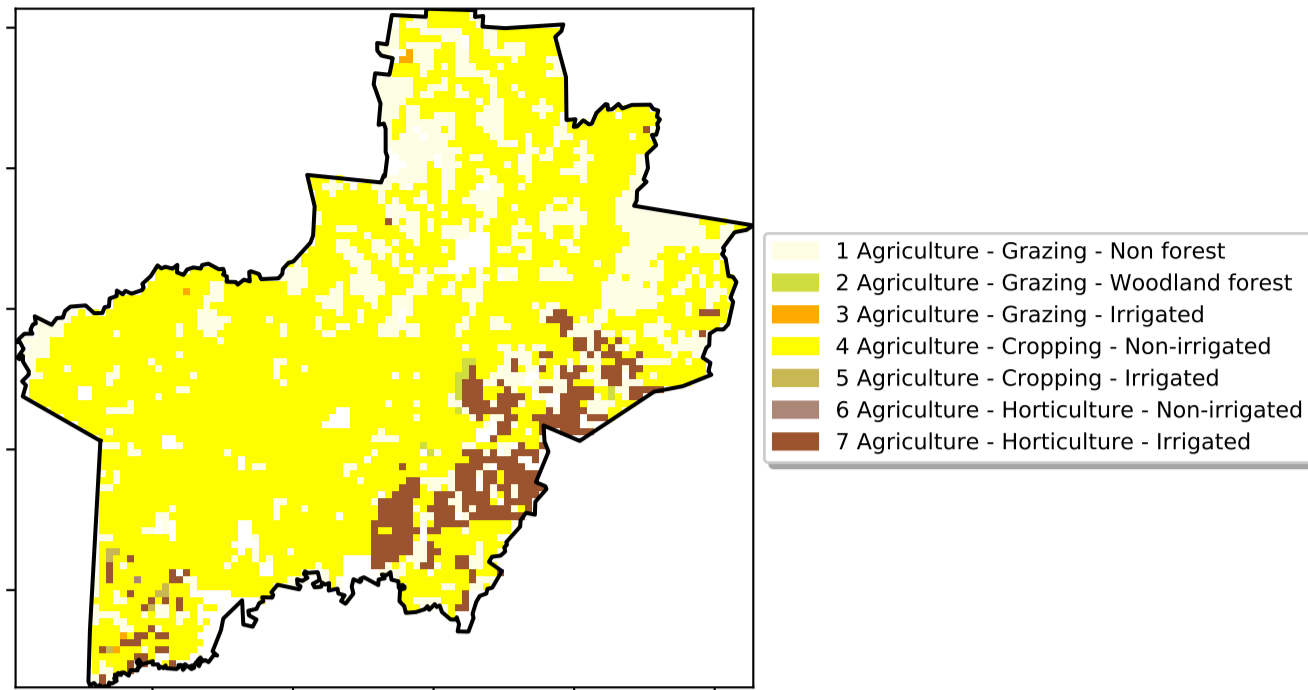 1 Agriculture - Grazing - Non forest
2 Agriculture - Grazing - Woodland forest
3 Agriculture - Grazing - Irrigated
4 Agriculture - Cropping - Non-irrigated
5 Agriculture - Cropping - Irrigated
6 Agriculture - Horticulture - Non-irrigated
7 Agriculture - Horticulture - Irrigated